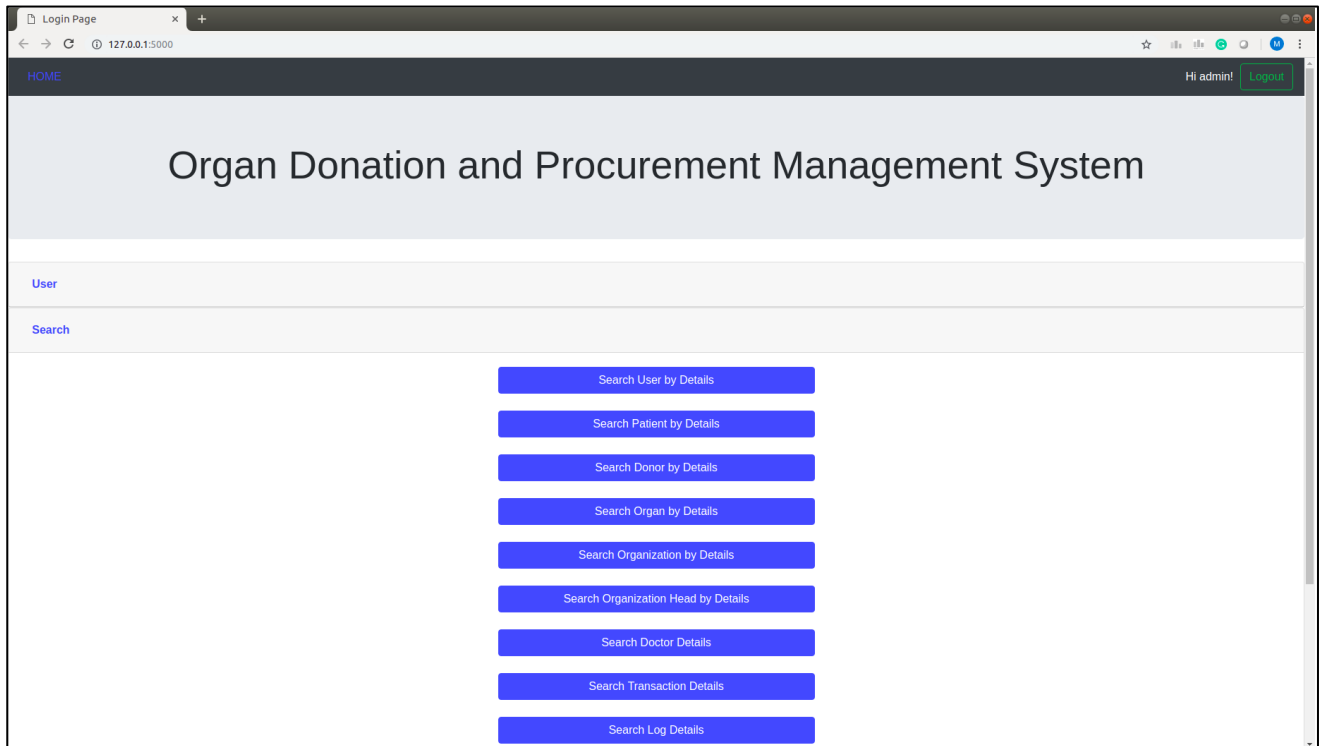 Login Page
127.0.0.1:5000
M
HOME
Hi admin! Logout
Organ Donation and Procurement Management System
User
Search
Search User by Details
Search Patient by Details
Search Donor by Details
Search Organ by Details
Search Organization by Details
Search Organization Head by Details
Search Doctor Details
Search Transaction Details
Search Log Details